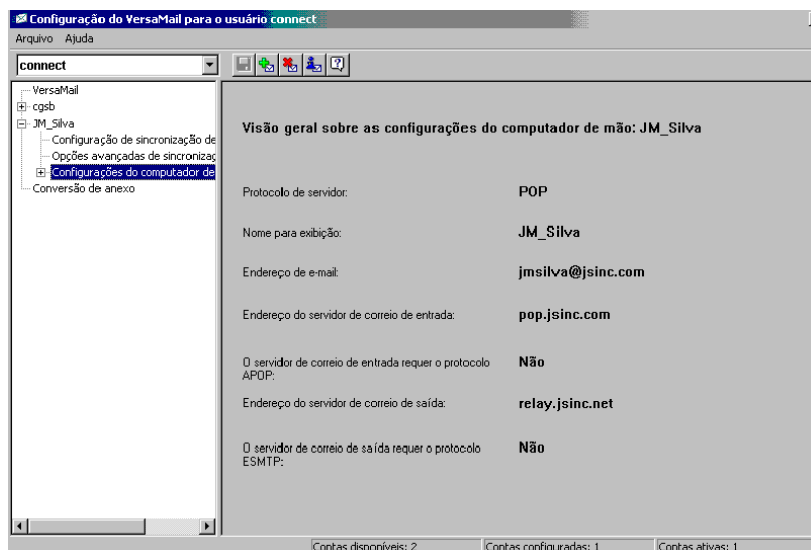 Configuração do VersaMail para o usuário connect
Arquivo Ajuda
connect
VersaMail
cgsb
JM_Silva
Configuração de sincronização de
Opções avançadas de sincronizaç
Configurações do computador de
Conversão de anexo
Visão geral sobre as configurações do computador de mão: JM_Silva
Protocolo de servidor: POP
Nome para exibição: JM_Silva
Endereço de e-mail: jmsilva@jsinc.com
Endereço do servidor de correio de entrada: pop.jsinc.com
O servidor de correio de entrada requer o protocolo Não
APOP:
Endereço do servidor de correio de saída: relay.jsinc.net
O servidor de correio de saída requer o protocolo Não
ESMTP:
Contas disponíveis: 2 Contas configuradas: 1 Contas ativas: 1